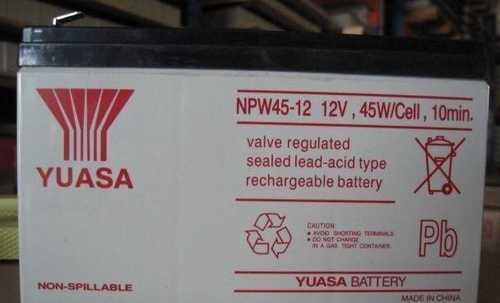 YUASA
NPW45-12 12V , 45W/Cell , 10min.
valve regulated
sealed lead-acid type
rechargeable battery
CAUTION:
● AVOID SHORTING TERMINALS.
● DO NOT CHARGE
IN A GAS TIGHT CONTAINER.
Pb
NON-SPILLABLE
YUASA BATTERY
MADE IN CHINA